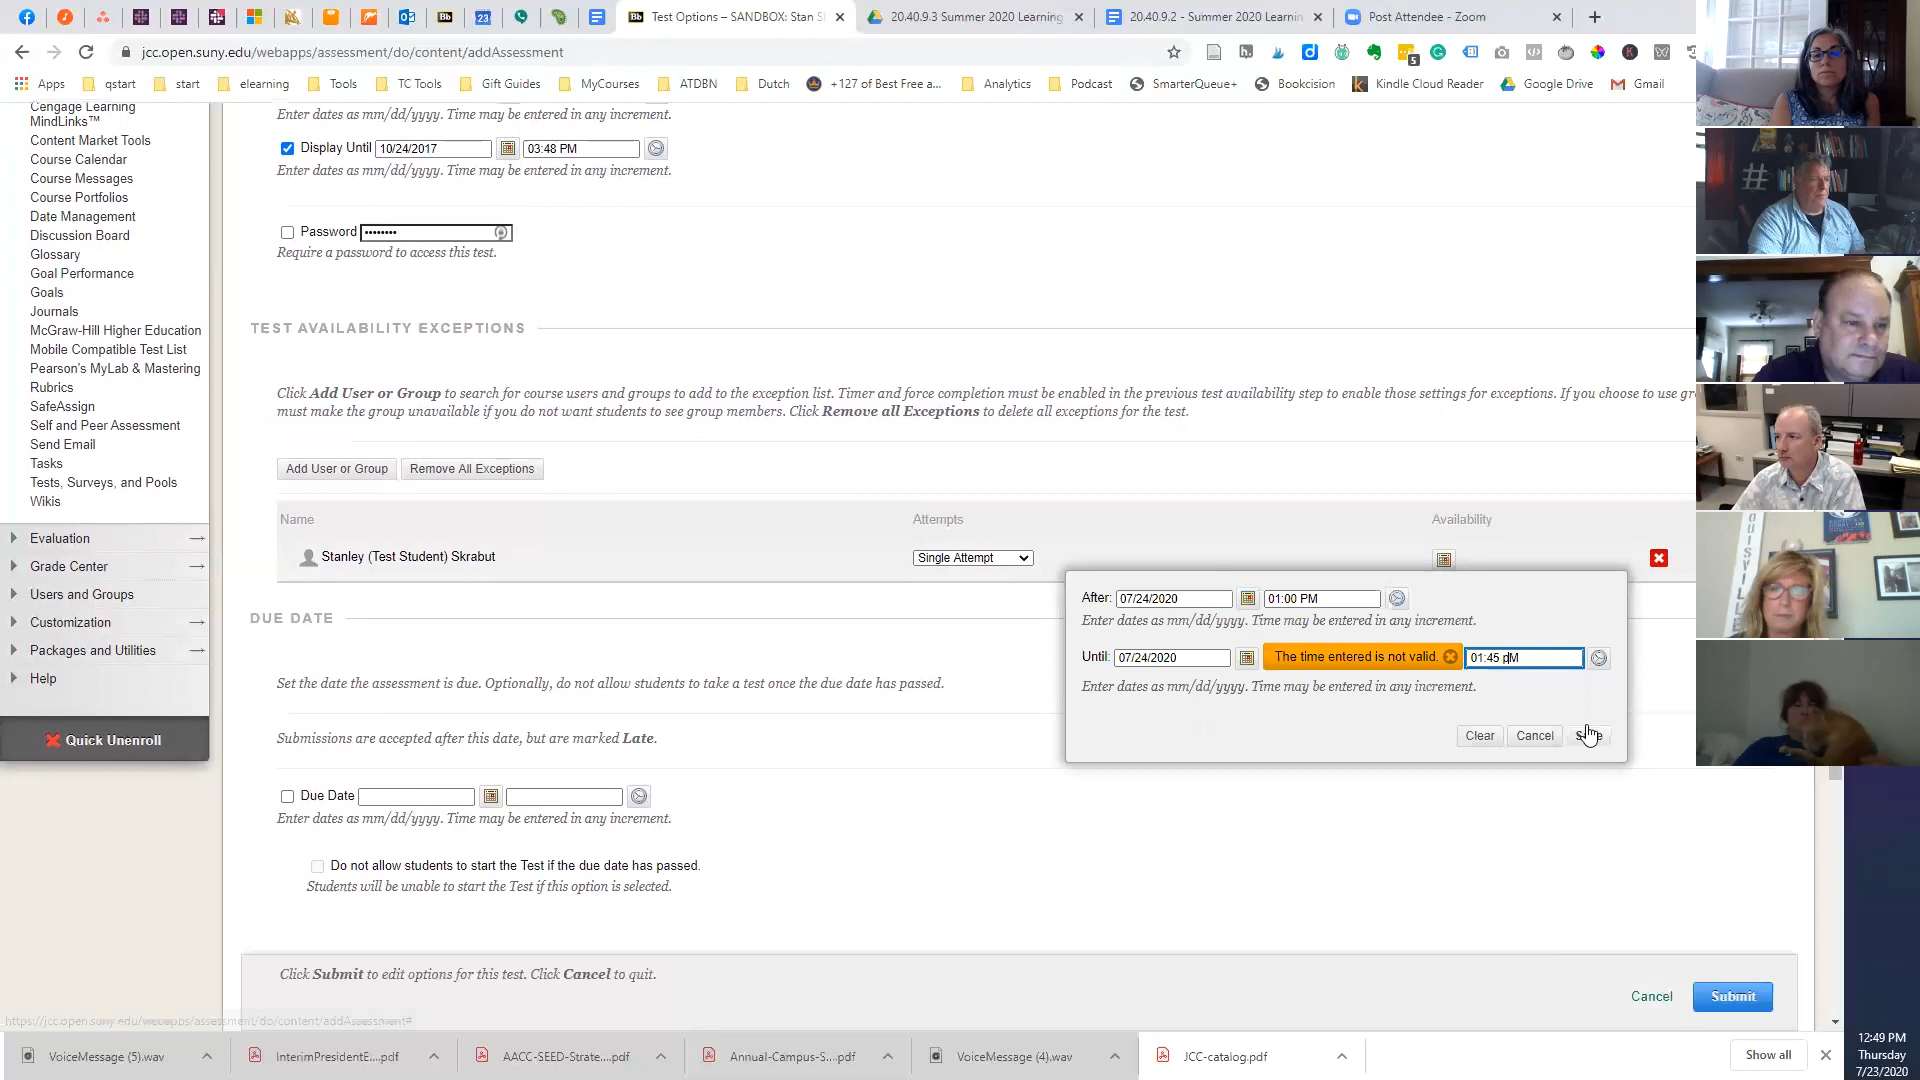 Test Options – SANDBOX: Stan S
20.40.9.3 Summer 2020 Learning
20.40.9.2 - Summer 2020 Learnin
Post Attendee - Zoom
jcc.open.suny.edu/webapps/assessment/do/content/addAssessment
Apps
qstart
start
elearning
Tools
TC Tools
Gift Guides
MyCourses
ATDBN
Dutch
+127 of Best Free a...
Analytics
Podcast
SmarterQueue+
Bookcision
Kindle Cloud Reader
Google Drive
Gmail
Cengage Learning
MindLinks™
Content Market Tools
Course Calendar
Course Messages
Course Portfolios
Date Management
Discussion Board
Glossary
Goal Performance
Goals
Journals
McGraw-Hill Higher Education
Mobile Compatible Test List
Pearson's MyLab & Mastering
Rubrics
SafeAssign
Self and Peer Assessment
Send Email
Tasks
Tests, Surveys, and Pools
Wikis
Evaluation
Grade Center
Users and Groups
Customization
Packages and Utilities
Help
Quick Unenroll
Enter dates as mm/dd/yyyy. Time may be entered in any increment.
Display Until 10/24/2017 03:48 PM
Enter dates as mm/dd/yyyy. Time may be entered in any increment.
Password ••••••••
Require a password to access this test.
TEST AVAILABILITY EXCEPTIONS
Click Add User or Group to search for course users and groups to add to the exception list. Timer and force completion must be enabled in the previous test availability step to enable those settings for exceptions. If you choose to use gr
must make the group unavailable if you do not want students to see group members. Click Remove all Exceptions to delete all exceptions for the test.
Add User or Group
Remove All Exceptions
Name Attempts Availability
Stanley (Test Student) Skrabut Single Attempt
After: 07/24/2020 01:00 PM
Enter dates as mm/dd/yyyy. Time may be entered in any increment.
Until: 07/24/2020 The time entered is not valid. 01:45 pM
Enter dates as mm/dd/yyyy. Time may be entered in any increment.
Clear
Cancel
DUE DATE
Set the date the assessment is due. Optionally, do not allow students to take a test once the due date has passed.
Submissions are accepted after this date, but are marked Late.
Due Date
Enter dates as mm/dd/yyyy. Time may be entered in any increment.
Do not allow students to start the Test if the due date has passed.
Students will be unable to start the Test if this option is selected.
Click Submit to edit options for this test. Click Cancel to quit.
Cancel
Submit
https://jcc.open.suny.edu/webapps/assessment/do/content/addAssessment#
VoiceMessage (5).wav
InterimPresidentE....pdf
AACC-SEED-Strate....pdf
Annual-Campus-S....pdf
VoiceMessage (4).wav
JCC-catalog.pdf
Show all
12:49 PM
Thursday
7/23/2020